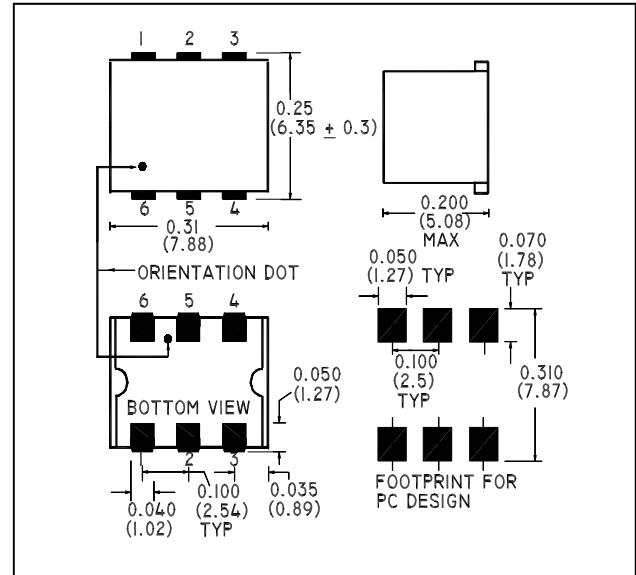 1 2 3
0.25
(6.35 ± 0.3)
6 5 4
0.31
(7.88)
0.200
(5.08)
MAX
ORIENTATION DOT
0.050
(1.27) TYP
0.070
(1.78)
TYP
6 5 4
0.100
(2.5)
TYP
0.310
(7.87)
0.050
(1.27)
BOTTOM VIEW
2 3
0.040
(1.02)
0.100
(2.54)
TYP
0.035
(0.89)
FOOTPRINT FOR
PC DESIGN